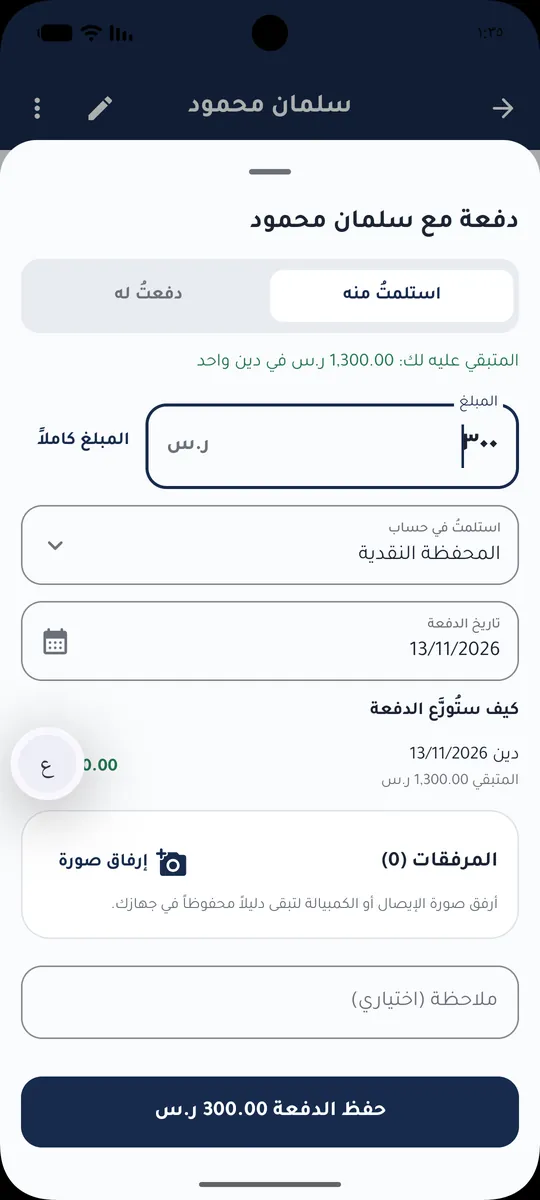 ١:٣٥
سلمان محمود
دفعة مع سلمان محمود
استلمتُ منه
دفعتُ له
المتبقي عليه لك: 1,300.00 ر.س في دين واحد
المبلغ
٣٠٠
ر.س
المبلغ كاملاً
استلمتُ في حساب
المحفظة النقدية
تاريخ الدفعة
13/11/2026
كيف ستُوزَّع الدفعة
دين 13/11/2026
0.00
المتبقي 1,300.00 ر.س
ع
المرفقات (0)
إرفاق صورة
أرفق صورة الإيصال أو الكمبيالة لتبقى دليلاً محفوظاً في جهازك.
ملاحظة (اختياري)
حفظ الدفعة 300.00 ر.س